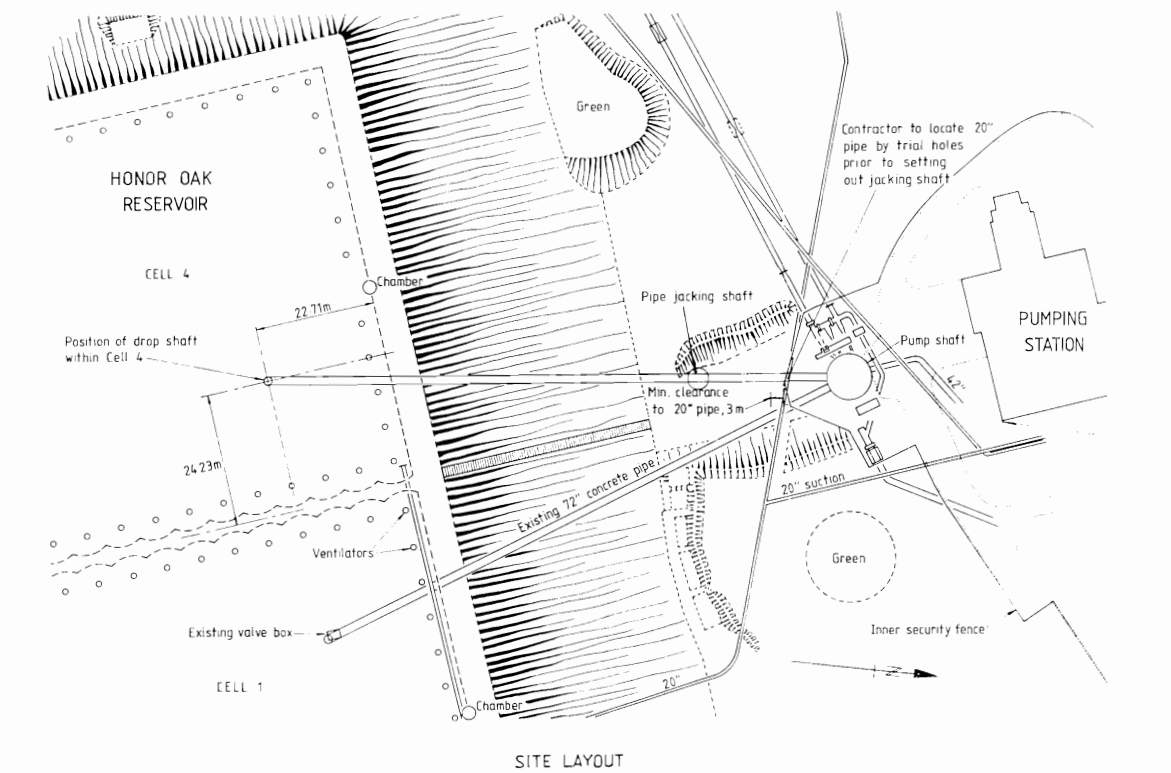 Green
Contractor to locate 20"
pipe by trial holes
prior to setting
out jacking shaft
HONOR OAK
RESERVOIR
CELL 4
Chamber
22.71m
Pipe jacking shaft
Position of drop shaft
within Cell 4
PUMPING
STATION
Pump shaft
42"
Min. clearance
to 20" pipe, 3m
24.23m
Existing 72" concrete pipe
20" suction
Ventilators
Green
Existing valve box
Inner security fence
N
CELL 1
20"
Chamber
SITE LAYOUT